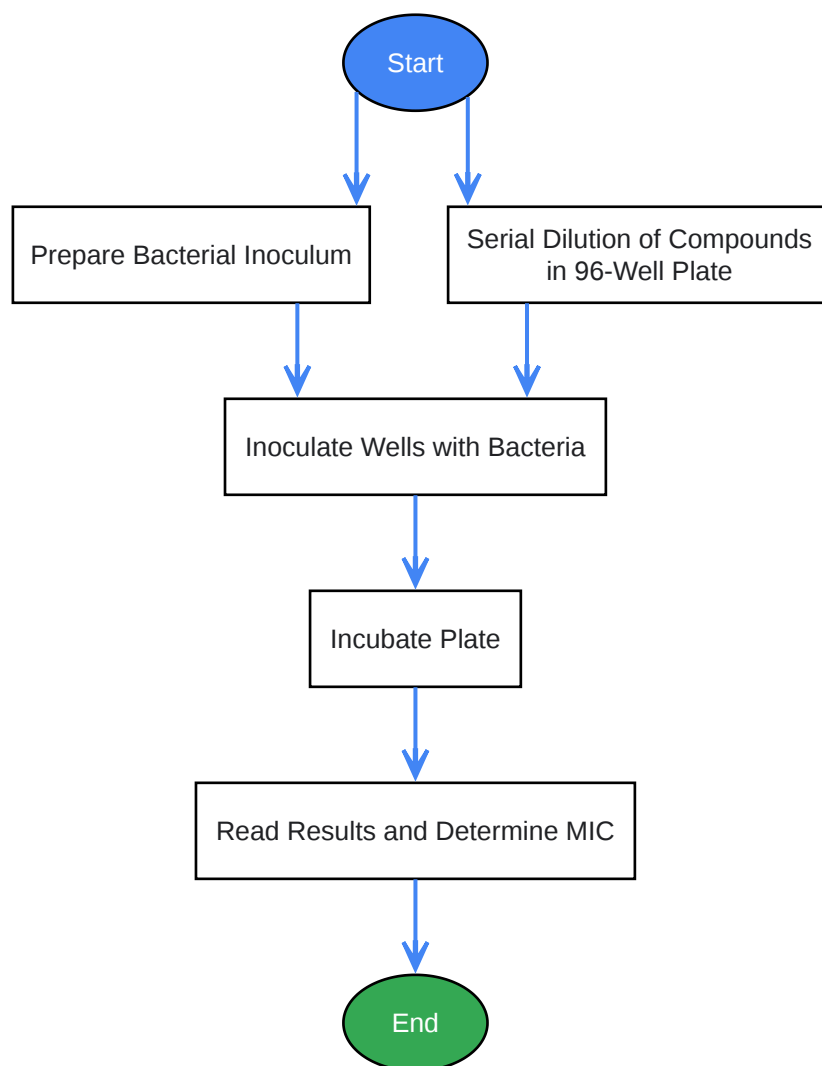 Start
Prepare Bacterial Inoculum
Serial Dilution of Compounds
in 96-Well Plate
Inoculate Wells with Bacteria
Incubate Plate
Read Results and Determine MIC
End